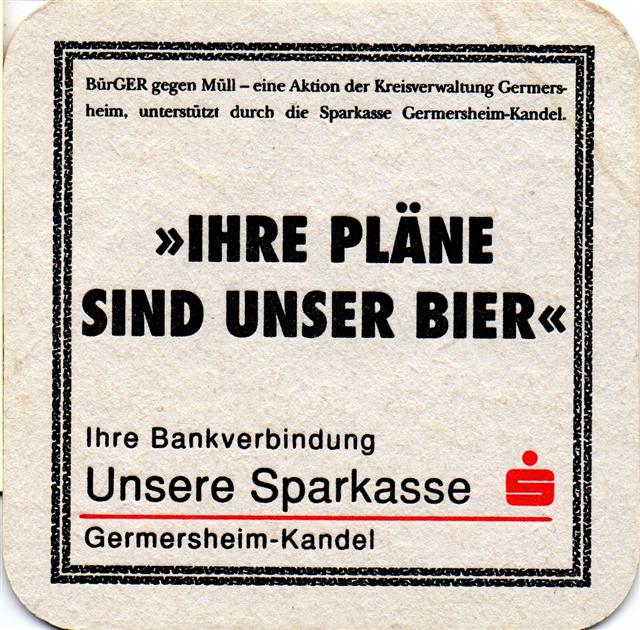 BürGER gegen Müll – eine Aktion der Kreisverwaltung Germers-
heim, unterstützt durch die Sparkasse Germersheim-Kandel.
»IHRE PLÄNE
SIND UNSER BIER«
Ihre Bankverbindung
Unsere Sparkasse
Germersheim-Kandel